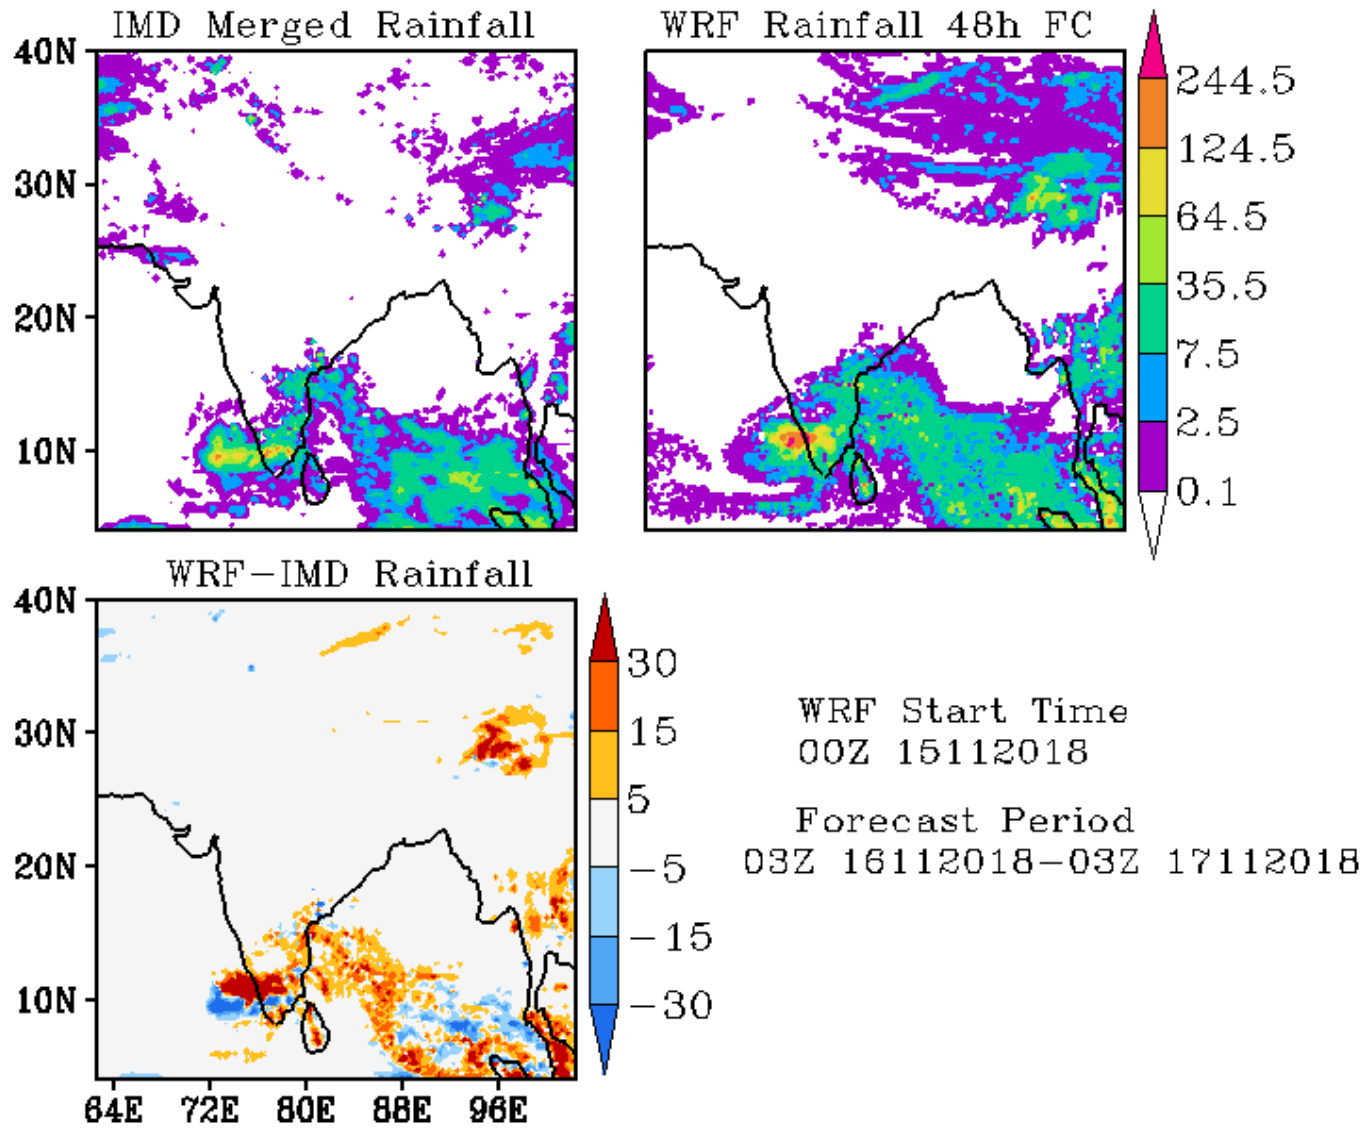 IMD Merged Rainfall
WRF Rainfall 48h FC
40N
30N
20N
10N
244.5
124.5
64.5
35.5
7.5
2.5
0.1
WRF-IMD Rainfall
40N
30N
20N
10N
64E 72E 80E 88E 96E
30
15
5
-5
-15
-30
WRF Start Time
00Z 15112018
Forecast Period
03Z 16112018-03Z 17112018